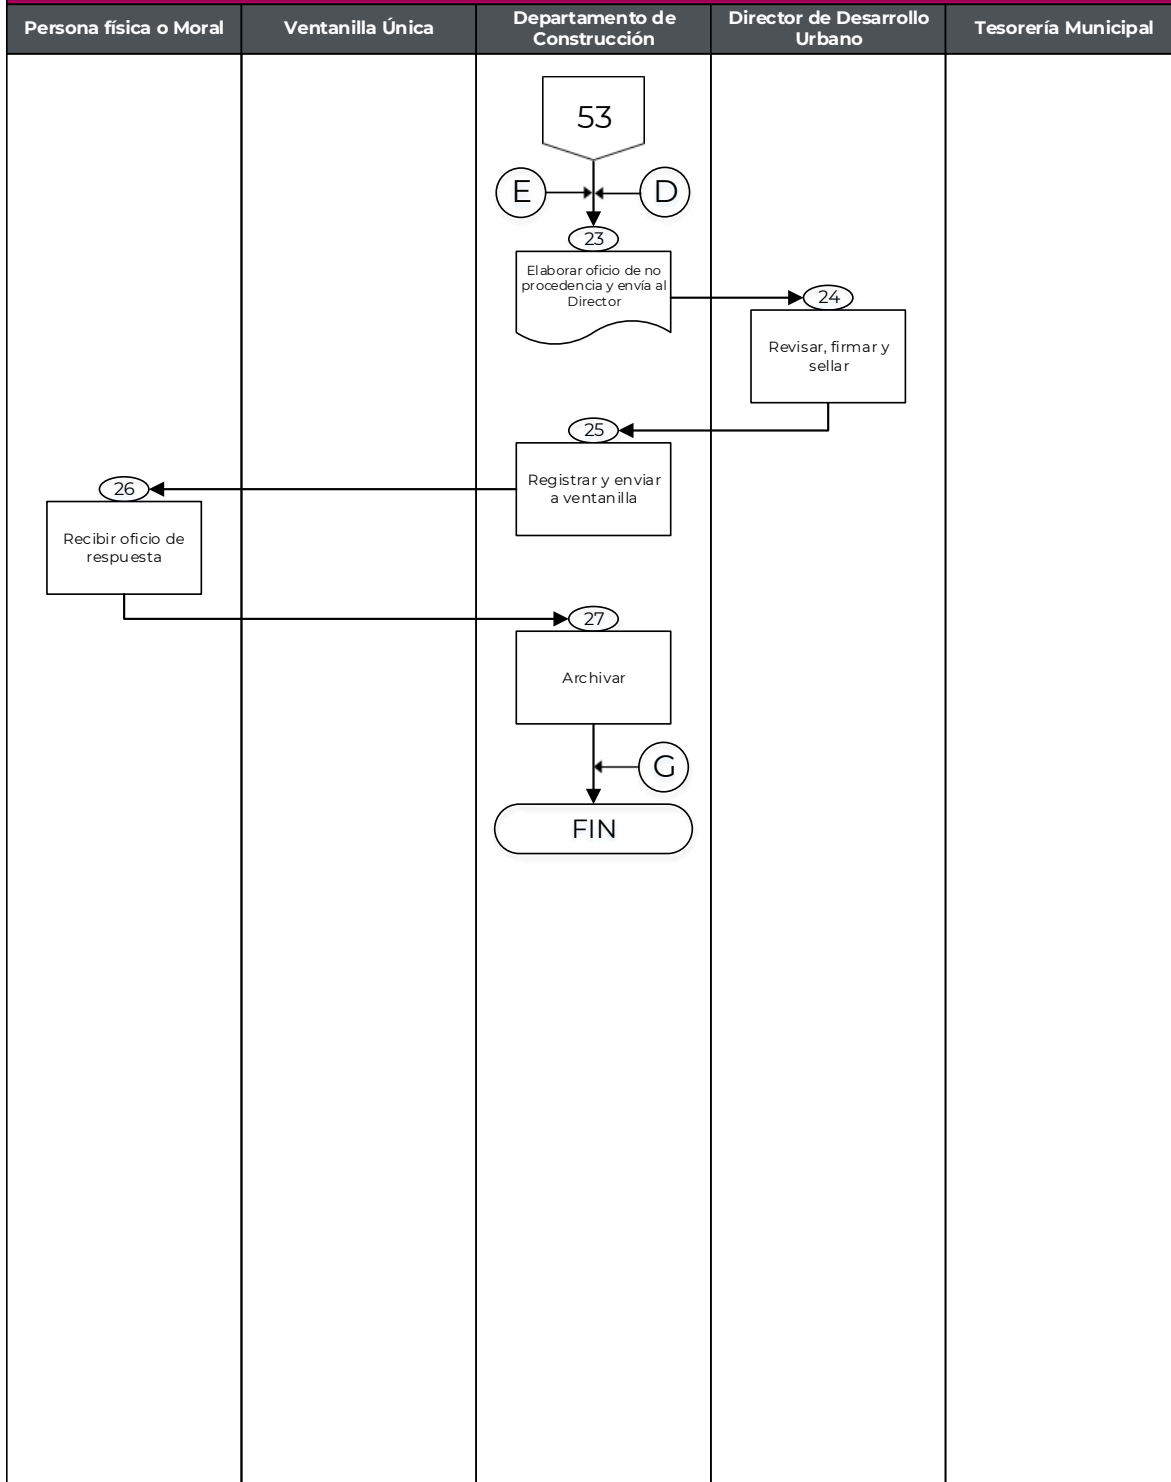 Persona física o Moral
Ventanilla Única
Departamento de
Construcción
Director de Desarrollo
Urbano
Tesorería Municipal
53
E
D
23
Elaborar oficio de no
procedencia y envía al
Director
24
Revisar, firmar y
sellar
25
Registrar y enviar
a ventanilla
26
Recibir oficio de
respuesta
27
Archivar
G
FIN